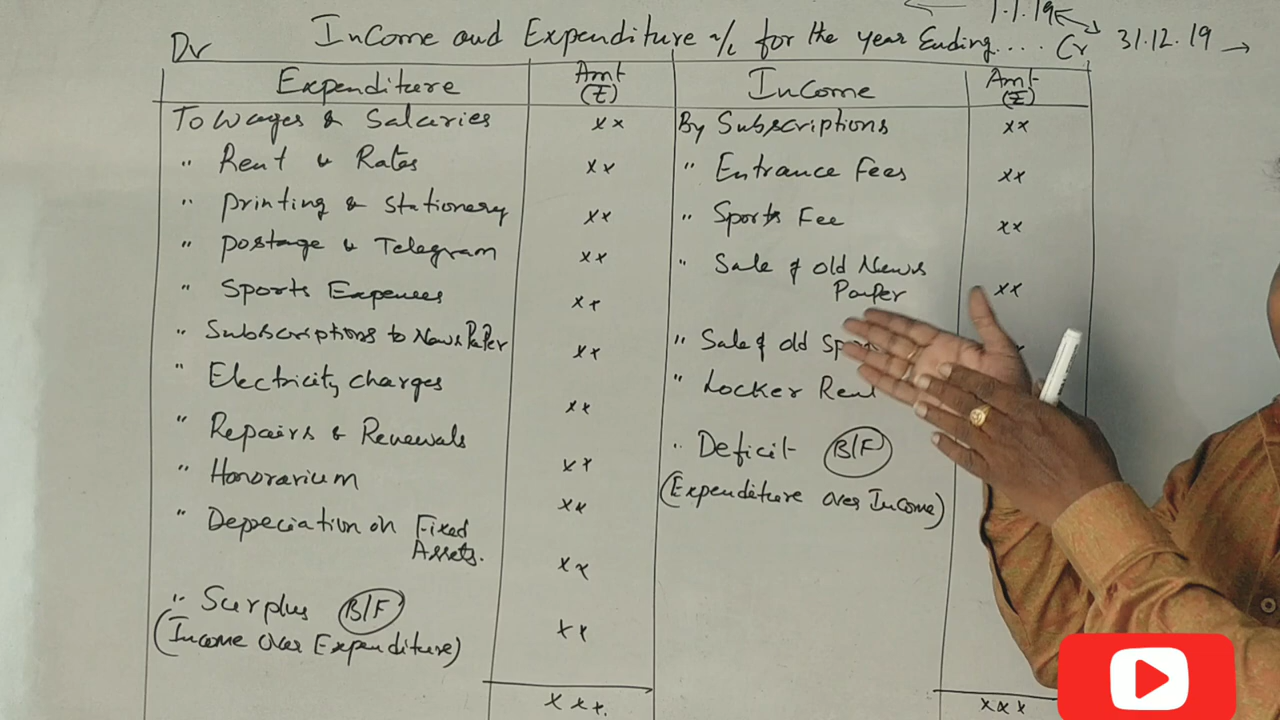 1.1.19
Dr Income and Expenditure a/c for the year Ending.... Cr 31.12.19
Expenditure Amt (₹) Income Amt (₹)
To Wages & Salaries xx By Subscriptions xx
" Rent & Rates xx " Entrance Fees xx
" Printing & Stationery xx " Sports Fee xx
" Postage & Telegram xx " Sale of old News Paper xx
" Sports Expenses xx
" Subscriptions to News Paper xx " Sale of old
" Electricity charges xx " Locker
" Repairs & Renewals xx " Deficit B/F
" Honorarium xx (Expenditure over Income)
" Depreciation on Fixed Assets. xx
" Surplus B/F
(Income over Expenditure) xx
xxx. xxx